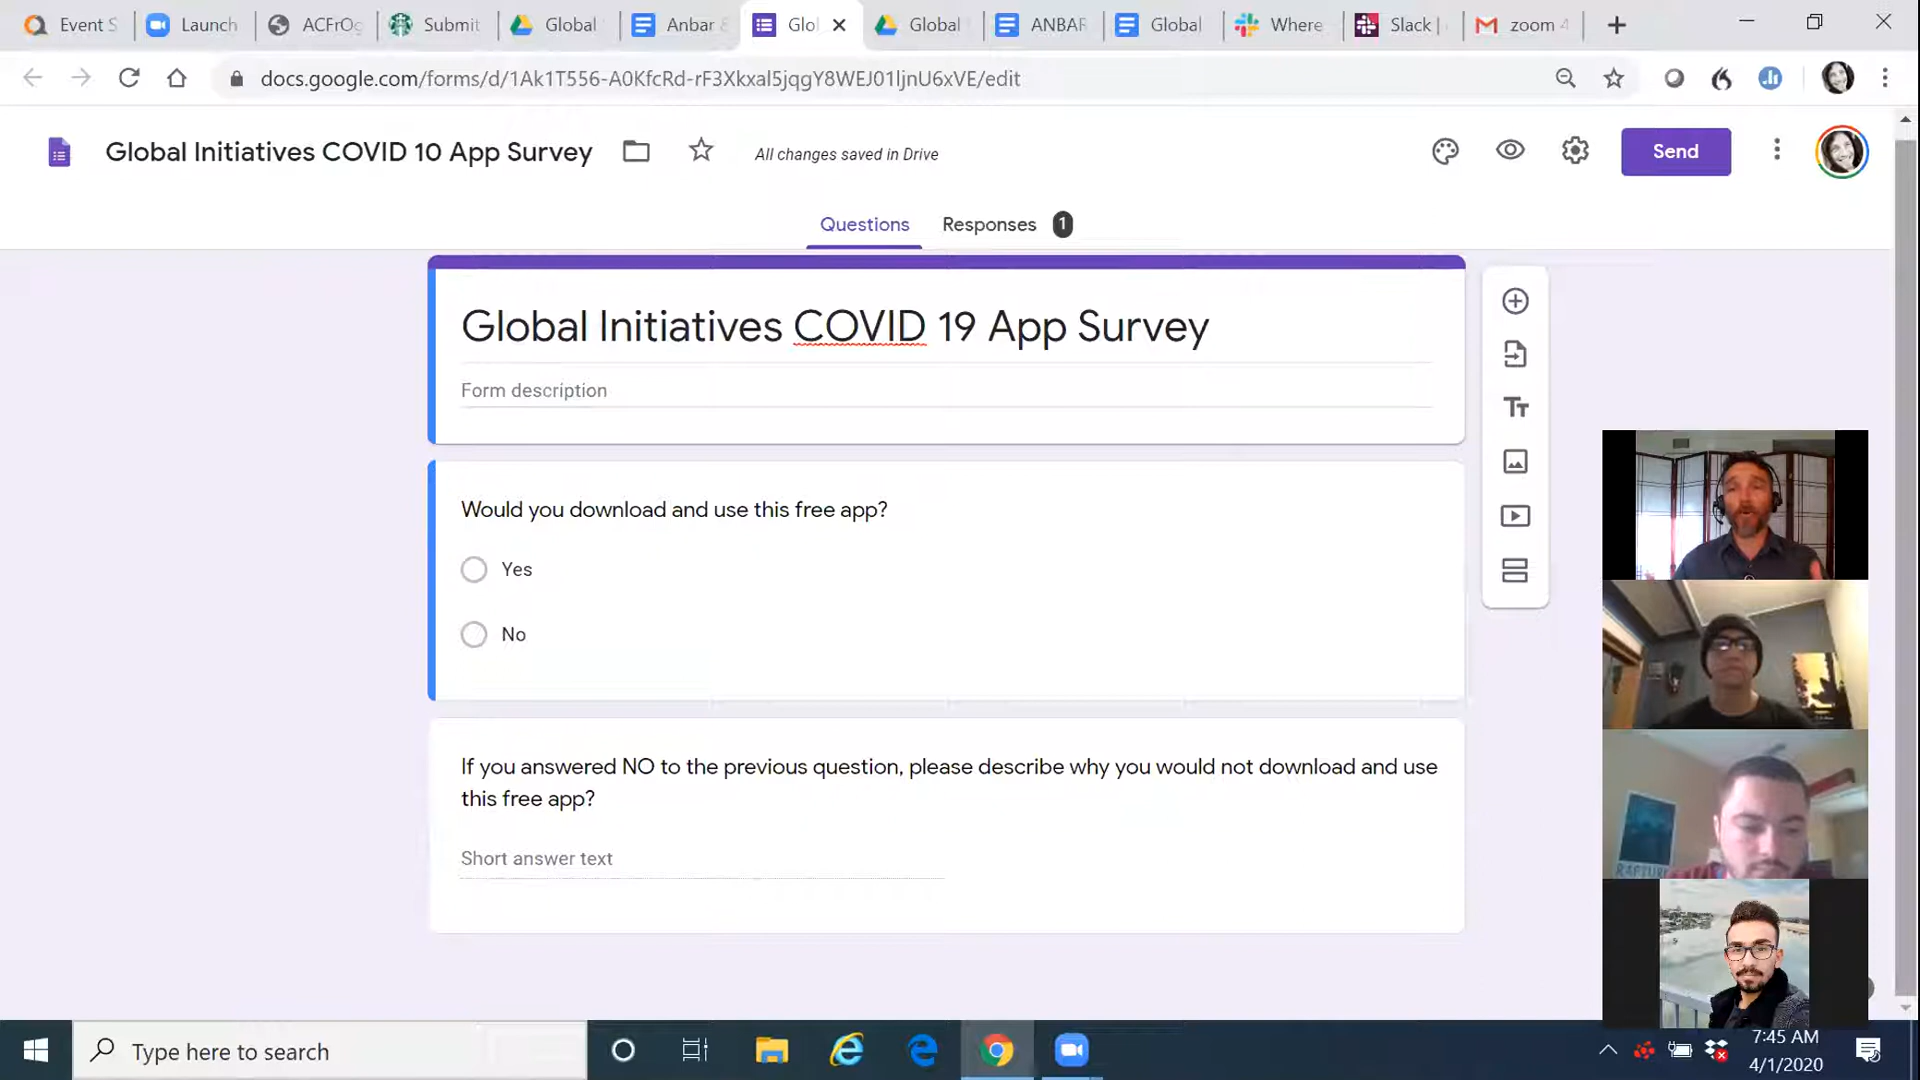 Event S
Launch
ACFrOg
Submit
Global
Anbar &
Glo
Global
ANBAR
Global
Where
Slack |
zoom 4
docs.google.com/forms/d/1Ak1T556-A0KfcRd-rF3Xkxal5jqgY8WEJ01ljnU6xVE/edit
Global Initiatives COVID 10 App Survey
All changes saved in Drive
Send
Questions
Responses 1
Global Initiatives COVID 19 App Survey
Form description
Would you download and use this free app?
Yes
No
If you answered NO to the previous question, please describe why you would not download and use
this free app?
Short answer text
Tт
RAPTURE
Type here to search
7:45 AM
4/1/2020